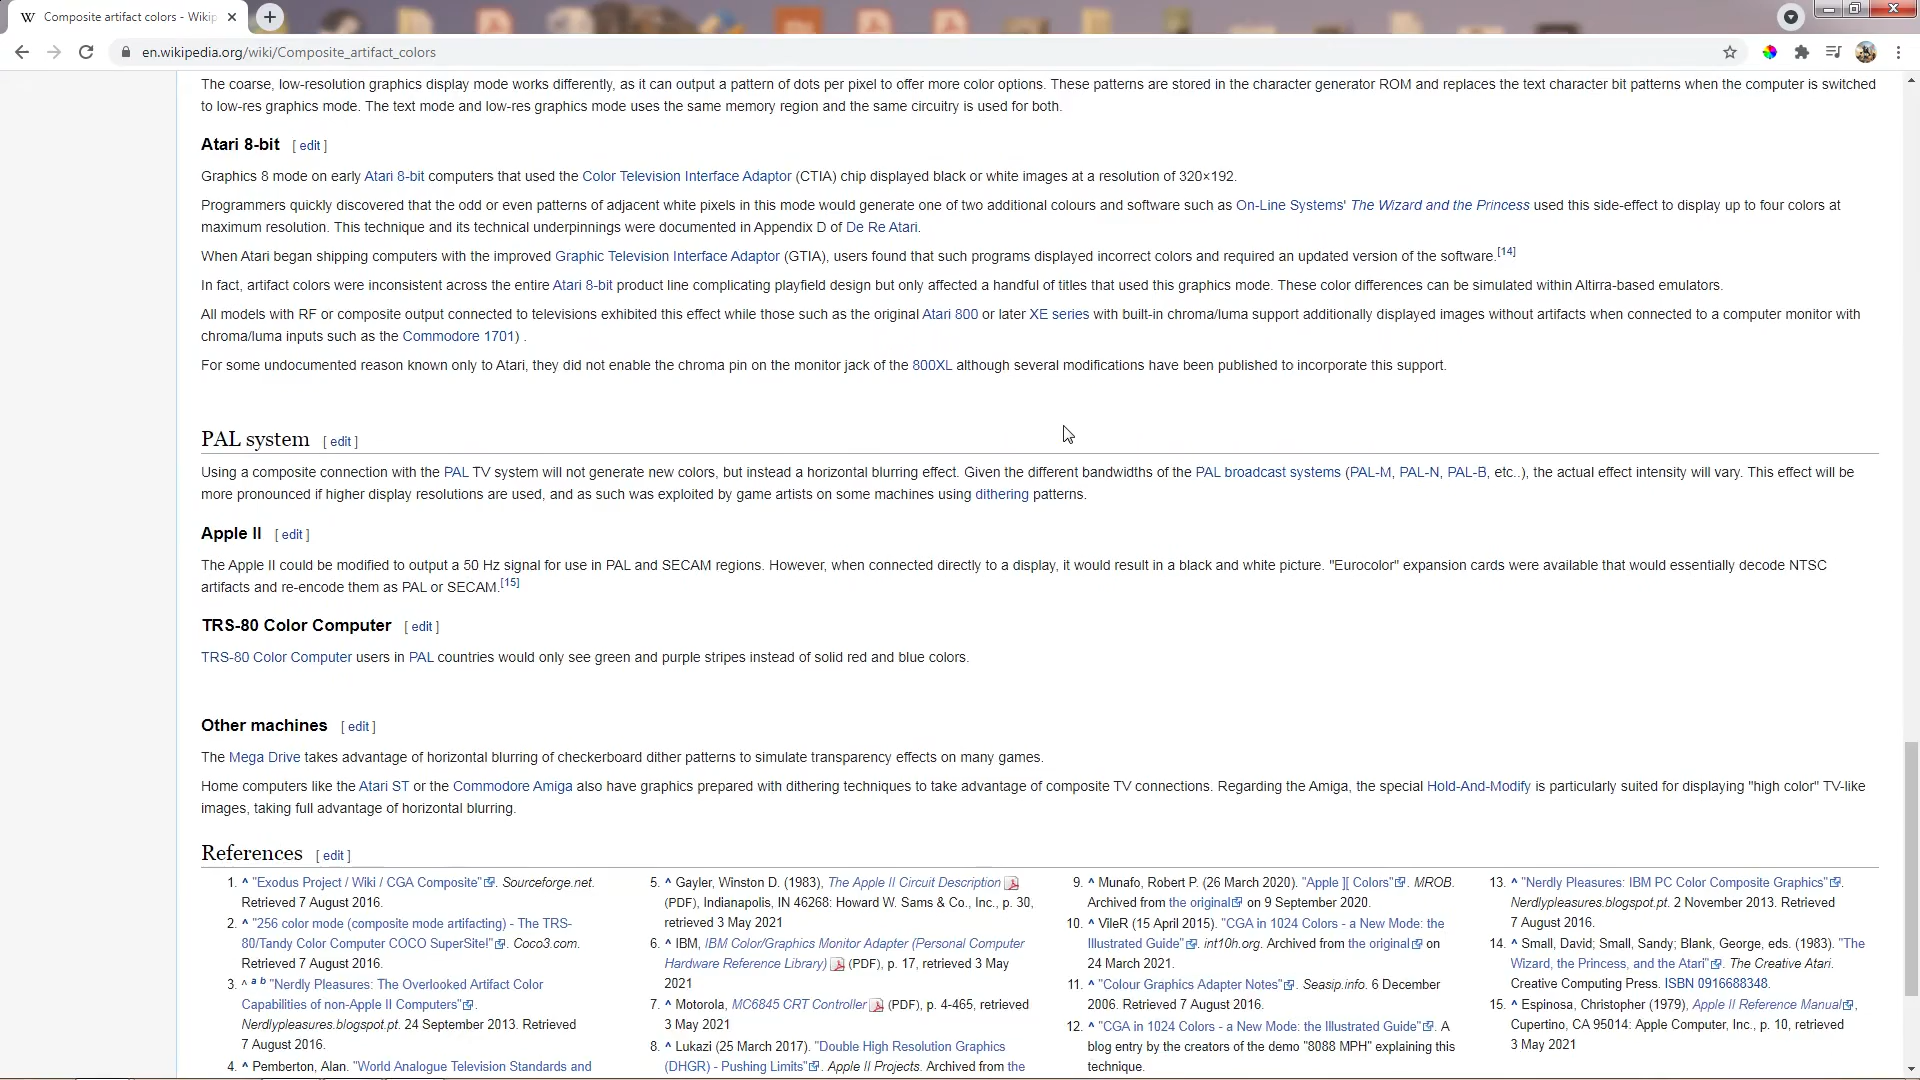 Composite artifact colors - Wikip
en.wikipedia.org/wiki/Composite_artifact_colors
The coarse, low-resolution graphics display mode works differently, as it can output a pattern of dots per pixel to offer more color options. These patterns are stored in the character generator ROM and replaces the text character bit patterns when the computer is switched
to low-res graphics mode. The text mode and low-res graphics mode uses the same memory region and the same circuitry is used for both.
Atari 8-bit [ edit ]
Graphics 8 mode on early Atari 8-bit computers that used the Color Television Interface Adaptor (CTIA) chip displayed black or white images at a resolution of 320×192.
Programmers quickly discovered that the odd or even patterns of adjacent white pixels in this mode would generate one of two additional colours and software such as On-Line Systems' The Wizard and the Princess used this side-effect to display up to four colors at
maximum resolution. This technique and its technical underpinnings were documented in Appendix D of De Re Atari.
When Atari began shipping computers with the improved Graphic Television Interface Adaptor (GTIA), users found that such programs displayed incorrect colors and required an updated version of the software.[14]
In fact, artifact colors were inconsistent across the entire Atari 8-bit product line complicating playfield design but only affected a handful of titles that used this graphics mode. These color differences can be simulated within Altirra-based emulators.
All models with RF or composite output connected to televisions exhibited this effect while those such as the original Atari 800 or later XE series with built-in chroma/luma support additionally displayed images without artifacts when connected to a computer monitor with
chroma/luma inputs such as the Commodore 1701) .
For some undocumented reason known only to Atari, they did not enable the chroma pin on the monitor jack of the 800XL although several modifications have been published to incorporate this support.
PAL system [ edit ]
Using a composite connection with the PAL TV system will not generate new colors, but instead a horizontal blurring effect. Given the different bandwidths of the PAL broadcast systems (PAL-M, PAL-N, PAL-B, etc..), the actual effect intensity will vary. This effect will be
more pronounced if higher display resolutions are used, and as such was exploited by game artists on some machines using dithering patterns.
Apple II [ edit ]
The Apple II could be modified to output a 50 Hz signal for use in PAL and SECAM regions. However, when connected directly to a display, it would result in a black and white picture. "Eurocolor" expansion cards were available that would essentially decode NTSC
artifacts and re-encode them as PAL or SECAM.[15]
TRS-80 Color Computer [ edit ]
TRS-80 Color Computer users in PAL countries would only see green and purple stripes instead of solid red and blue colors.
Other machines [ edit ]
The Mega Drive takes advantage of horizontal blurring of checkerboard dither patterns to simulate transparency effects on many games.
Home computers like the Atari ST or the Commodore Amiga also have graphics prepared with dithering techniques to take advantage of composite TV connections. Regarding the Amiga, the special Hold-And-Modify is particularly suited for displaying "high color" TV-like
images, taking full advantage of horizontal blurring.
References [ edit ]
1. ^ "Exodus Project / Wiki / CGA Composite". Sourceforge.net.
Retrieved 7 August 2016.
2. ^ "256 color mode (composite mode artifacting) - The TRS-
80/Tandy Color Computer COCO SuperSite!". Coco3.com.
Retrieved 7 August 2016.
3. ^ a b "Nerdly Pleasures: The Overlooked Artifact Color
Capabilities of non-Apple II Computers".
Nerdlypleasures.blogspot.pt. 24 September 2013. Retrieved
7 August 2016.
4. ^ Pemberton, Alan. "World Analogue Television Standards and
5. ^ Gayler, Winston D. (1983), The Apple II Circuit Description
(PDF), Indianapolis, IN 46268: Howard W. Sams & Co., Inc., p. 30,
retrieved 3 May 2021
6. ^ IBM, IBM Color/Graphics Monitor Adapter (Personal Computer
Hardware Reference Library) (PDF), p. 17, retrieved 3 May
2021
7. ^ Motorola, MC6845 CRT Controller (PDF), p. 4-465, retrieved
3 May 2021
8. ^ Lukazi (25 March 2017). "Double High Resolution Graphics
(DHGR) - Pushing Limits". Apple II Projects. Archived from the
9. ^ Munafo, Robert P. (26 March 2020). "Apple ][ Colors". MROB.
Archived from the original on 9 September 2020.
10. ^ VileR (15 April 2015). "CGA in 1024 Colors - a New Mode: the
Illustrated Guide". int10h.org. Archived from the original on
24 March 2021.
11. ^ "Colour Graphics Adapter Notes". Seasip.info. 6 December
2006. Retrieved 7 August 2016.
12. ^ "CGA in 1024 Colors - a New Mode: the Illustrated Guide". A
blog entry by the creators of the demo "8088 MPH" explaining this
technique.
13. ^ "Nerdly Pleasures: IBM PC Color Composite Graphics".
Nerdlypleasures.blogspot.pt. 2 November 2013. Retrieved
7 August 2016.
14. ^ Small, David; Small, Sandy; Blank, George, eds. (1983). "The
Wizard, the Princess, and the Atari". The Creative Atari.
Creative Computing Press. ISBN 0916688348.
15. ^ Espinosa, Christopher (1979), Apple II Reference Manual,
Cupertino, CA 95014: Apple Computer, Inc., p. 10, retrieved
3 May 2021